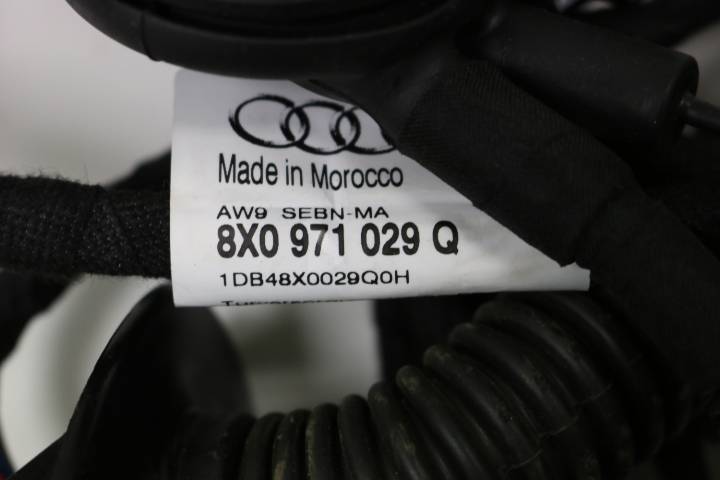 Made in Morocco
AW9 SEBN-MA
8X0 971 029 Q
1DB48X0029Q0H